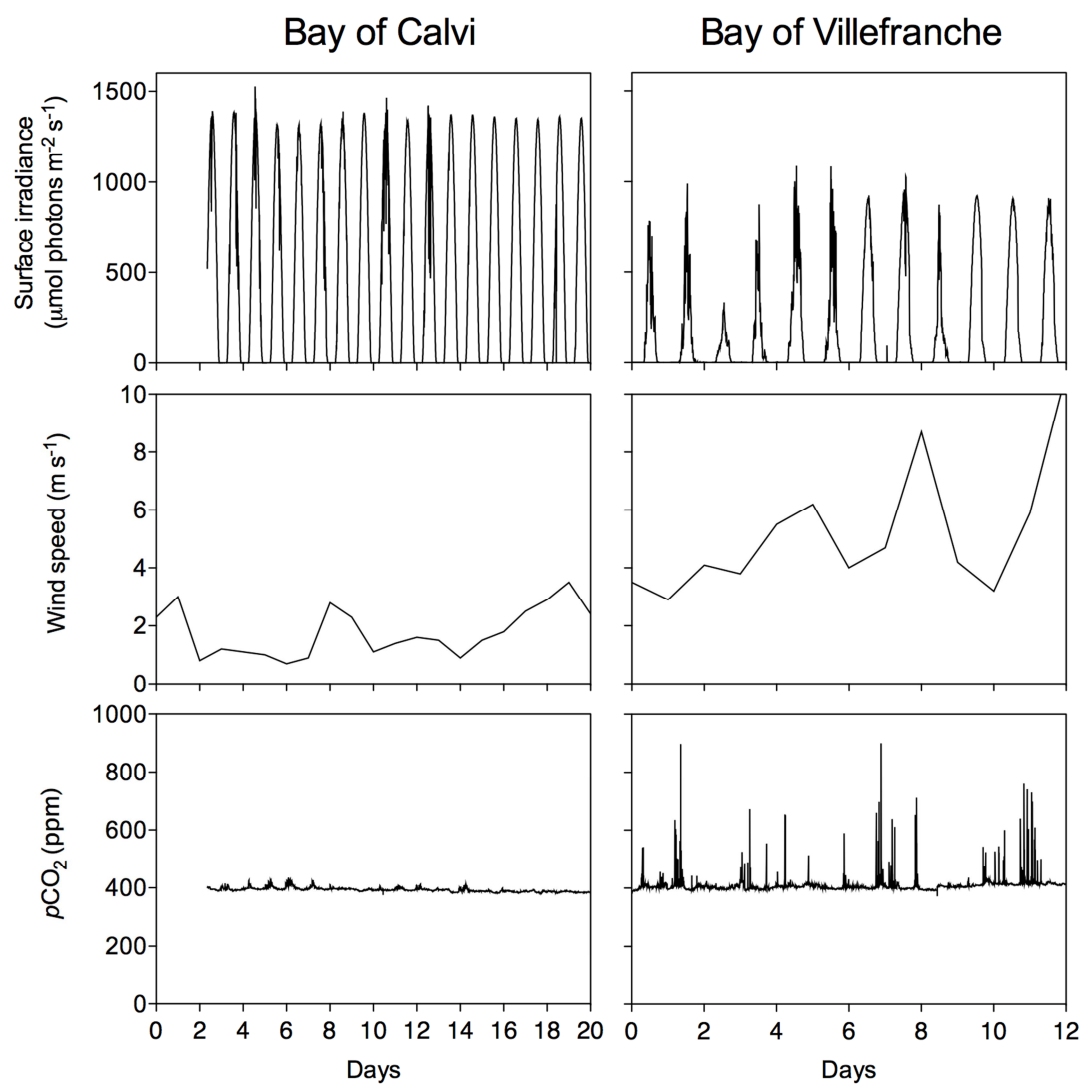 Bay of Calvi
Bay of Villefranche
Surface irradiance
(µmol photons m-2 s-1)
1500
1000
500
0
Wind speed (m s-1)
10
8
6
4
2
0
pCO2 (ppm)
1000
800
600
400
200
0
0 2 4 6 8 10 12 14 16 18 20
0 2 4 6 8 10 12
Days
Days